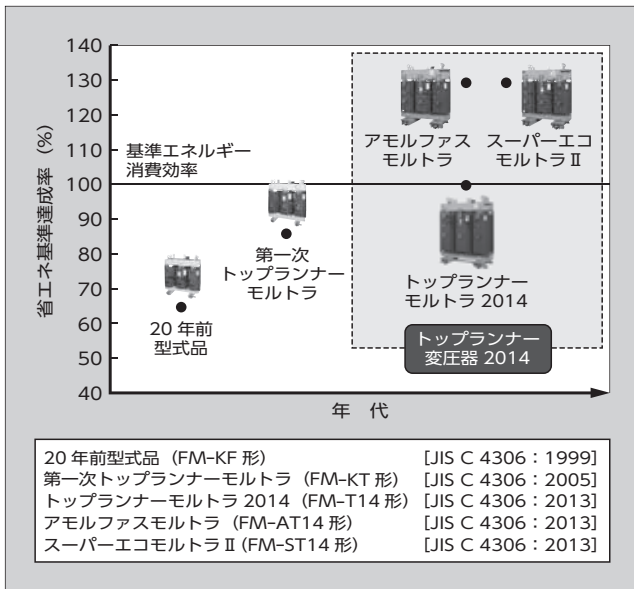 省エネ基準達成率 (%)
140
130
120
110
100
90
80
70
60
50
40
基準エネルギー
消費効率
アモルファス
モルトラ
スーパーエコ
モルトラⅡ
第一次
トップランナー
モルトラ
トップランナー
モルトラ 2014
20 年前
型式品
トップランナー
変圧器 2014
年 代
20 年前型式品（FM-KF 形） [JIS C 4306：1999]
第一次トップランナーモルトラ（FM-KT 形） [JIS C 4306：2005]
トップランナーモルトラ 2014（FM-T14 形） [JIS C 4306：2013]
アモルファスモルトラ（FM-AT14 形） [JIS C 4306：2013]
スーパーエコモルトラⅡ（FM-ST14 形） [JIS C 4306：2013]